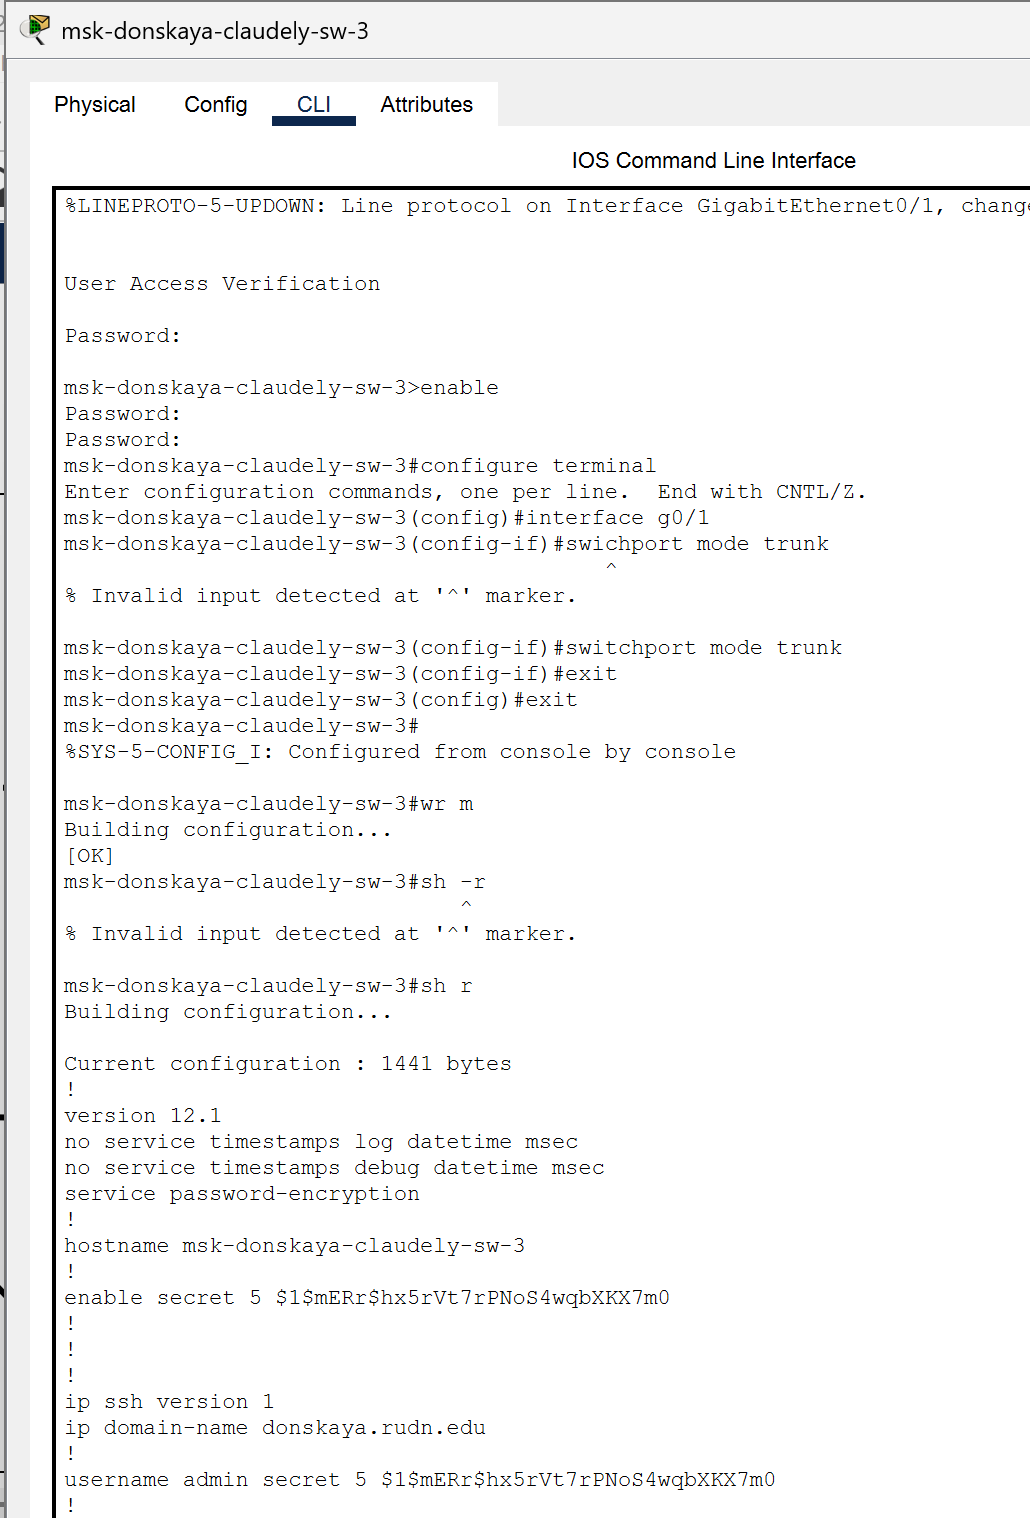 msk-donskaya-claudely-sw-3
Physical Config CLI Attributes
IOS Command Line Interface
%LINEPROTO-5-UPDOWN: Line protocol on Interface GigabitEthernet0/1, change
User Access Verification
Password:
msk-donskaya-claudely-sw-3>enable
Password:
Password:
msk-donskaya-claudely-sw-3#configure terminal
Enter configuration commands, one per line.  End with CNTL/Z.
msk-donskaya-claudely-sw-3(config)#interface g0/1
msk-donskaya-claudely-sw-3(config-if)#swichport mode trunk
^
% Invalid input detected at '^' marker.
msk-donskaya-claudely-sw-3(config-if)#switchport mode trunk
msk-donskaya-claudely-sw-3(config-if)#exit
msk-donskaya-claudely-sw-3(config)#exit
msk-donskaya-claudely-sw-3#
%SYS-5-CONFIG_I: Configured from console by console
msk-donskaya-claudely-sw-3#wr m
Building configuration...
[OK]
msk-donskaya-claudely-sw-3#sh -r
^
% Invalid input detected at '^' marker.
msk-donskaya-claudely-sw-3#sh r
Building configuration...
Current configuration : 1441 bytes
!
version 12.1
no service timestamps log datetime msec
no service timestamps debug datetime msec
service password-encryption
!
hostname msk-donskaya-claudely-sw-3
!
enable secret 5 $1$mERr$hx5rVt7rPNoS4wqbXKX7m0
!
!
!
ip ssh version 1
ip domain-name donskaya.rudn.edu
!
username admin secret 5 $1$mERr$hx5rVt7rPNoS4wqbXKX7m0
!